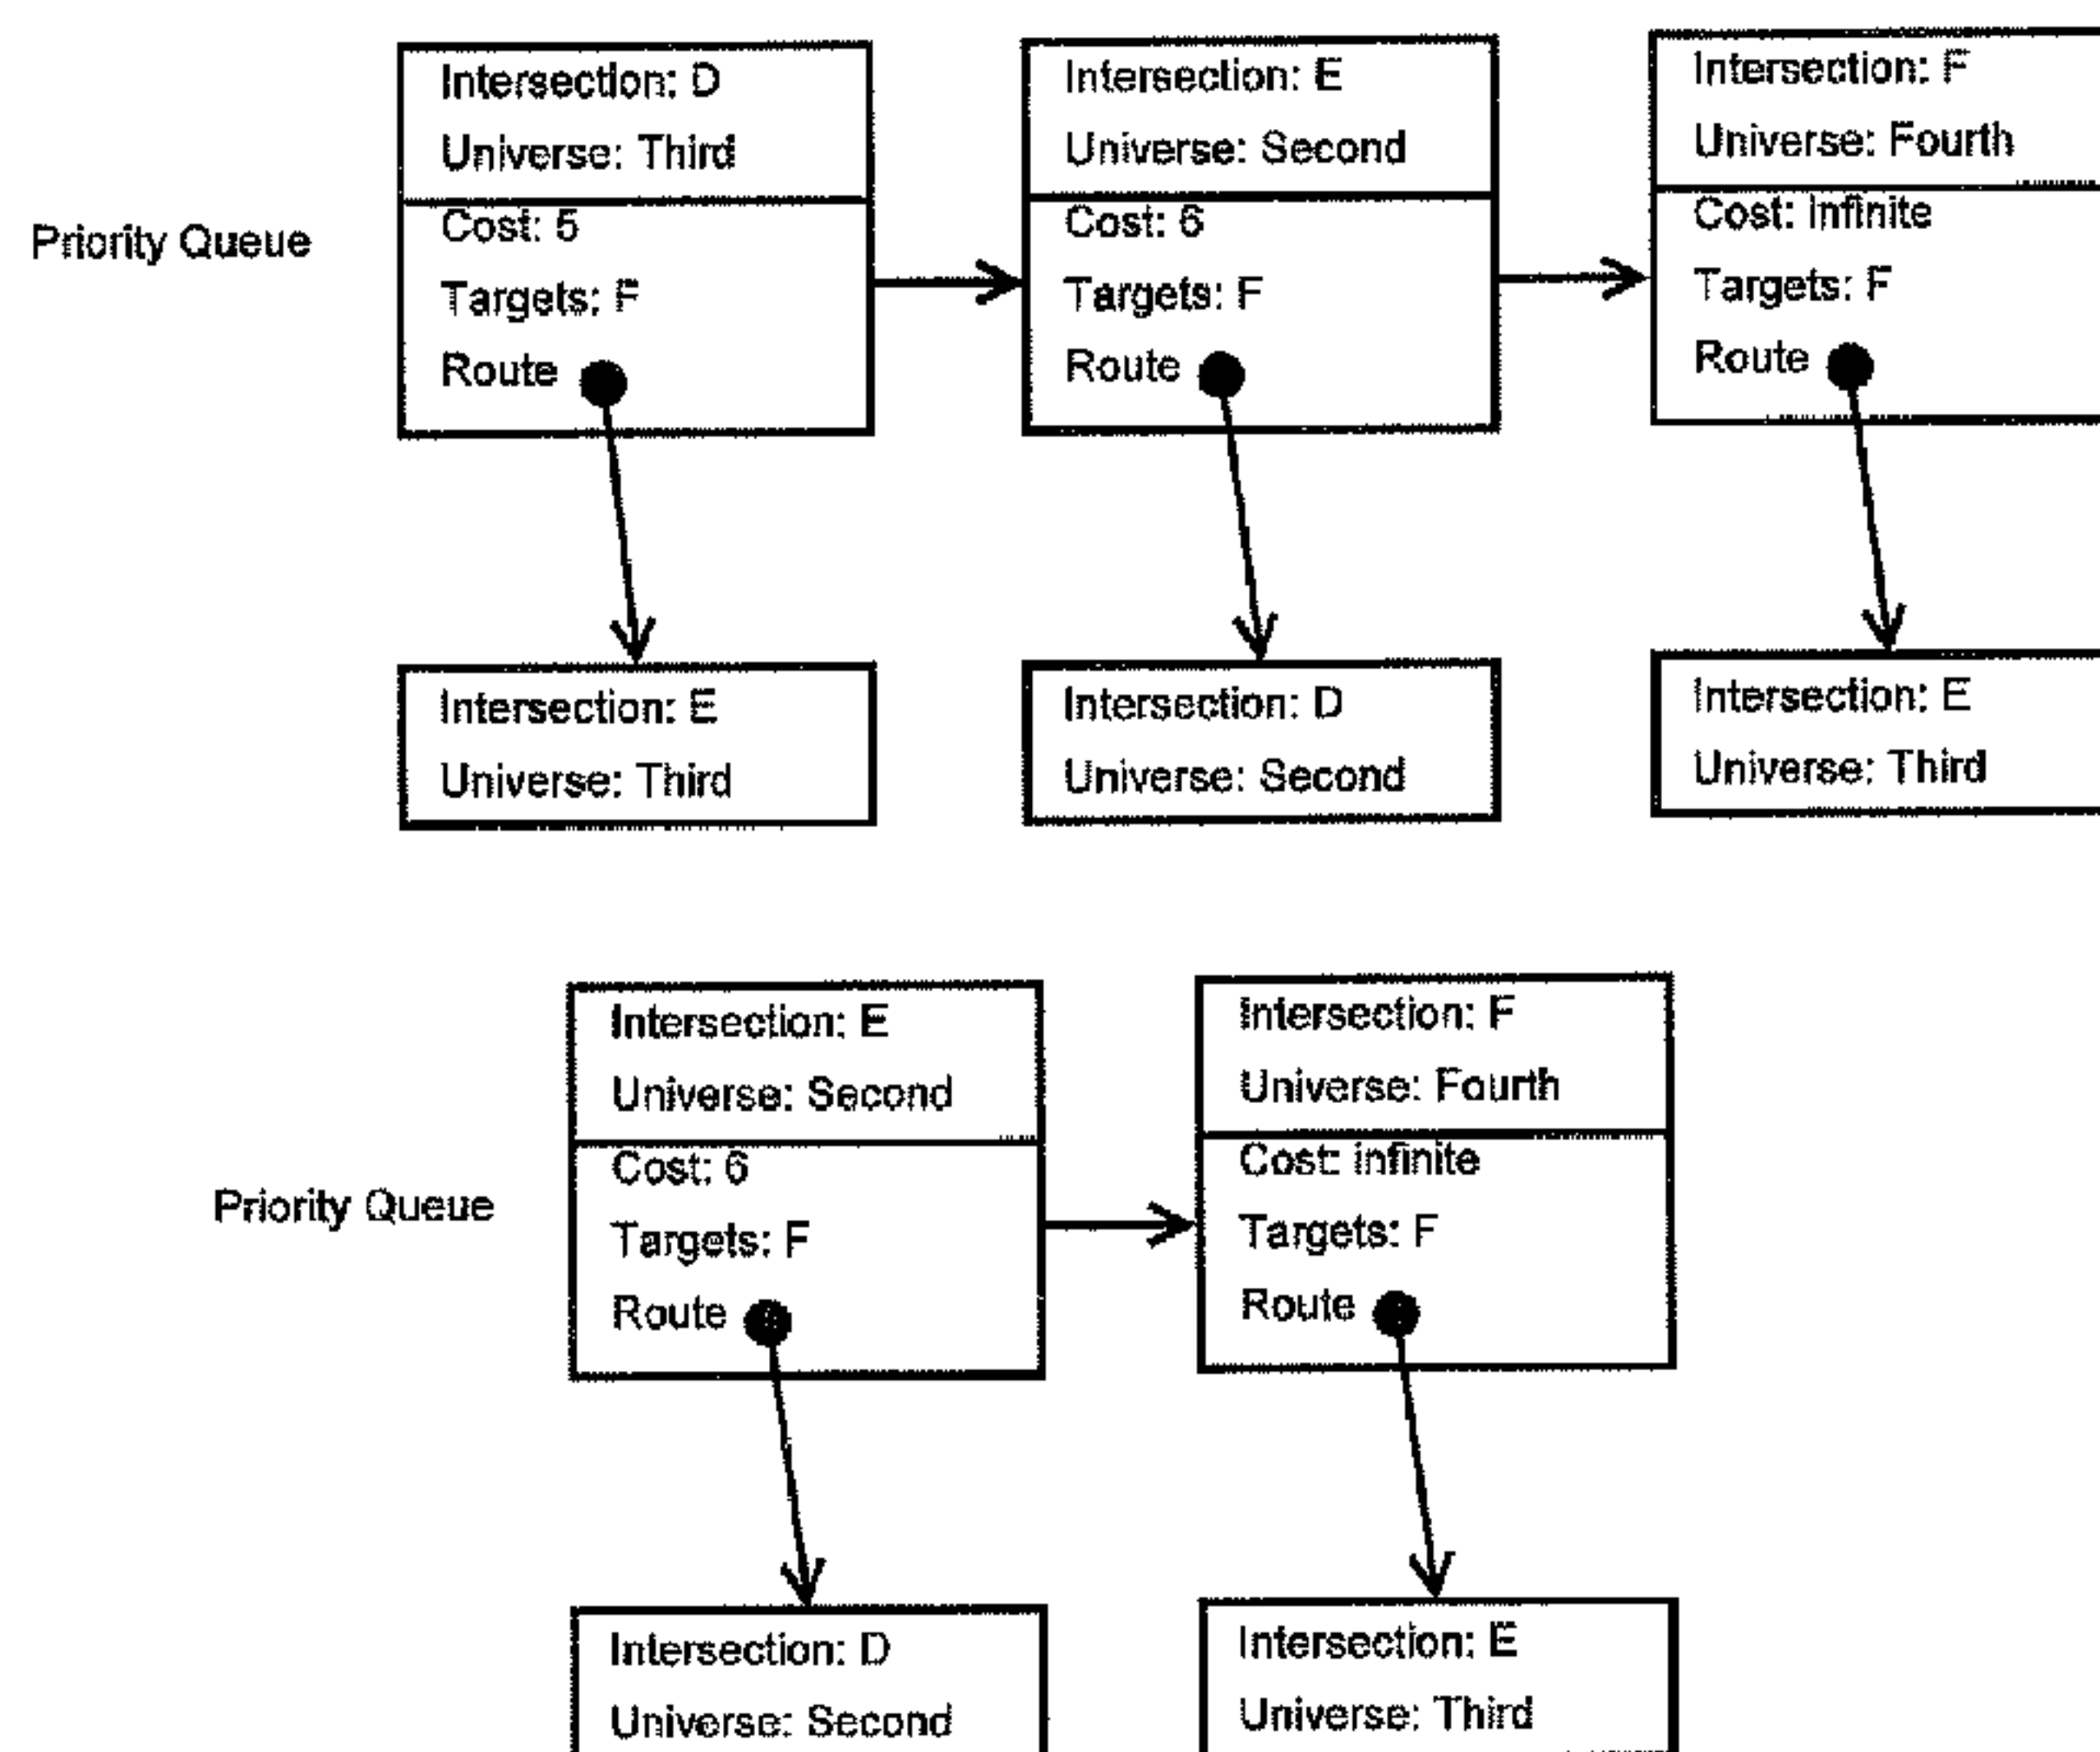 Intersection: D
Universe: Third
Cost: 5
Targets: F
Route
Intersection: E
Universe: Second
Cost: 6
Targets: F
Route
Intersection: F
Universe: Fourth
Cost: infinite
Targets: F
Route
Priority Queue
Intersection: E
Universe: Third
Intersection: D
Universe: Second
Intersection: E
Universe: Third
Priority Queue
Intersection: E
Universe: Second
Cost: 6
Targets: F
Route
Intersection: F
Universe: Fourth
Cost: infinite
Targets: F
Route
Intersection: D
Universe: Second
Intersection: E
Universe: Third